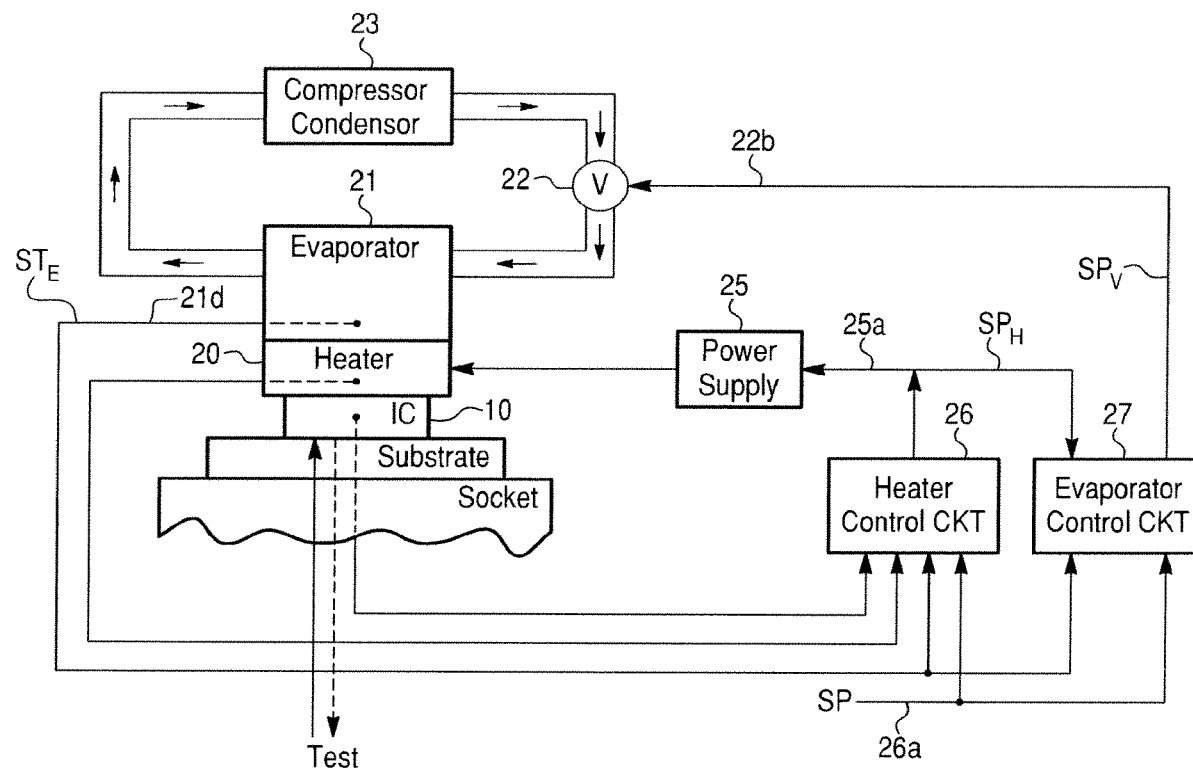 23
Compressor
Condensor
22b
22
V
21
Evaporator
ST_E
21d
SP_V
25
20
Heater
Power
Supply
25a
SP_H
IC
10
26
27
Substrate
Socket
Heater
Control CKT
Evaporator
Control CKT
SP
26a
Test